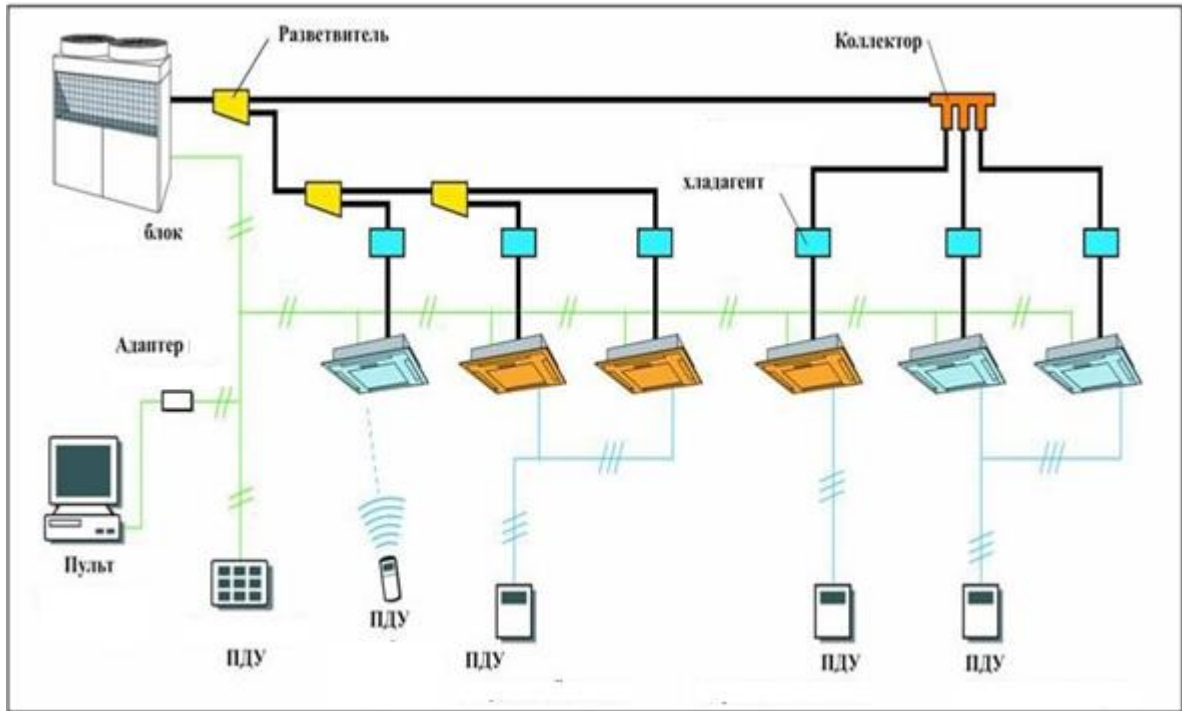 Разветвитель
Коллектор
хладагент
блок
Адаптер
Пульт
ПДУ
ПДУ
ПДУ
ПДУ
ПДУ